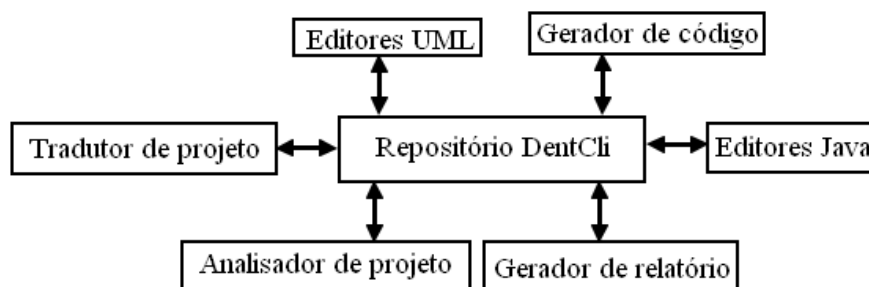 Editores UML
Gerador de código
Tradutor de projeto
Repositório DentCli
Editores Java
Analisador de projeto
Gerador de relatório